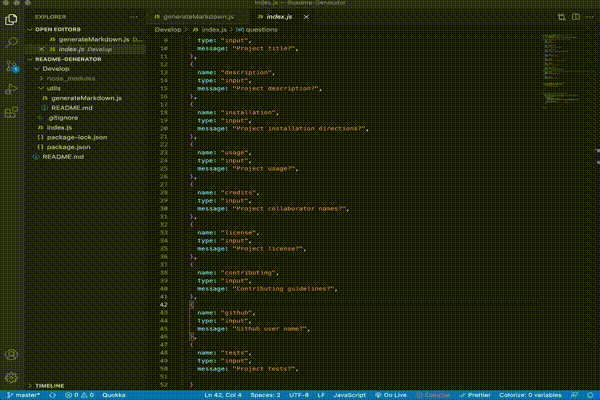 index.js — Readme-Generator
EXPLORER
OPEN EDITORS
generateMarkdown.js D...
index.js Develop
README-GENERATOR
Develop
node_modules
utils
generateMarkdown.js
README.md
.gitignore
index.js
package-lock.json
package.json
README.md
TIMELINE
generateMarkdown.js
index.js
Develop > index.js > questions
9 type: "input",
10 message: "Project title?",
11 },
12 {
13 name: "description",
14 type: "input",
15 message: "Project description?",
16 },
17 {
18 name: "installation",
19 type: "input",
20 message: "Project installation directions?",
21 },
22 {
23 name: "usage",
24 type: "input",
25 message: "Project usage?",
26 },
27 {
28 name: "credits",
29 type: "input",
30 message: "Project collaborator names?",
31 },
32 {
33 name: "license",
34 type: "input",
35 message: "Project license?",
36 },
37 {
38 name: "contributing",
39 type: "input",
40 message: "Contributing guidelines?",
41 },
42 {
43 name: "github",
44 type: "input",
45 message: "Github user name?",
46 },
47 {
48 name: "tests",
49 type: "input",
50 message: "Project tests?",
51
52 }
master* 0 0 Quokka Ln 42, Col 4 Spaces: 2 UTF-8 LF JavaScript Go Live Prettier Colorize: 0 variables